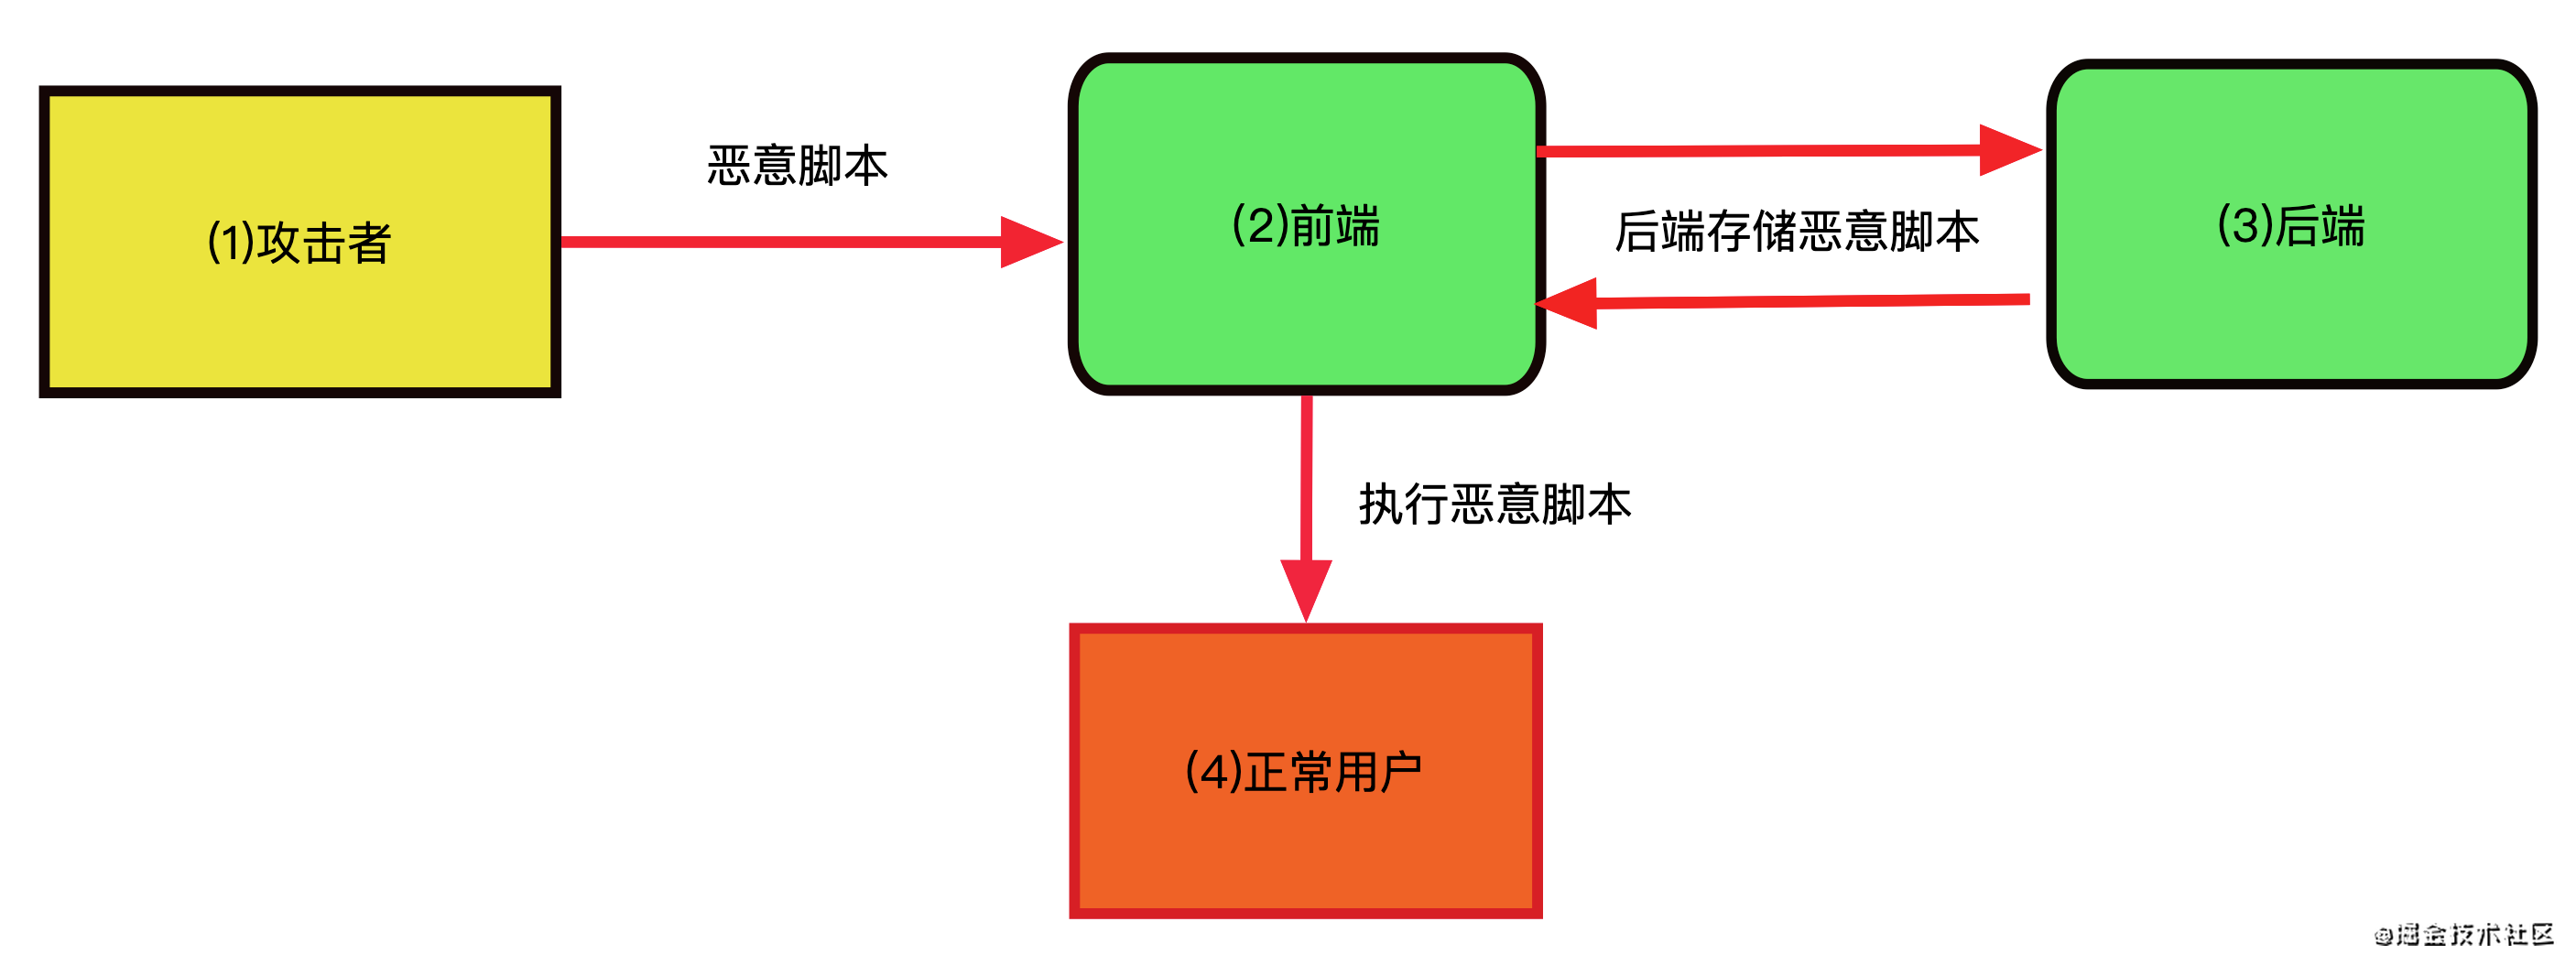 恶意脚本
(1)攻击者
(2)前端
后端存储恶意脚本
(3)后端
执行恶意脚本
(4)正常用户
@掘金技术社区